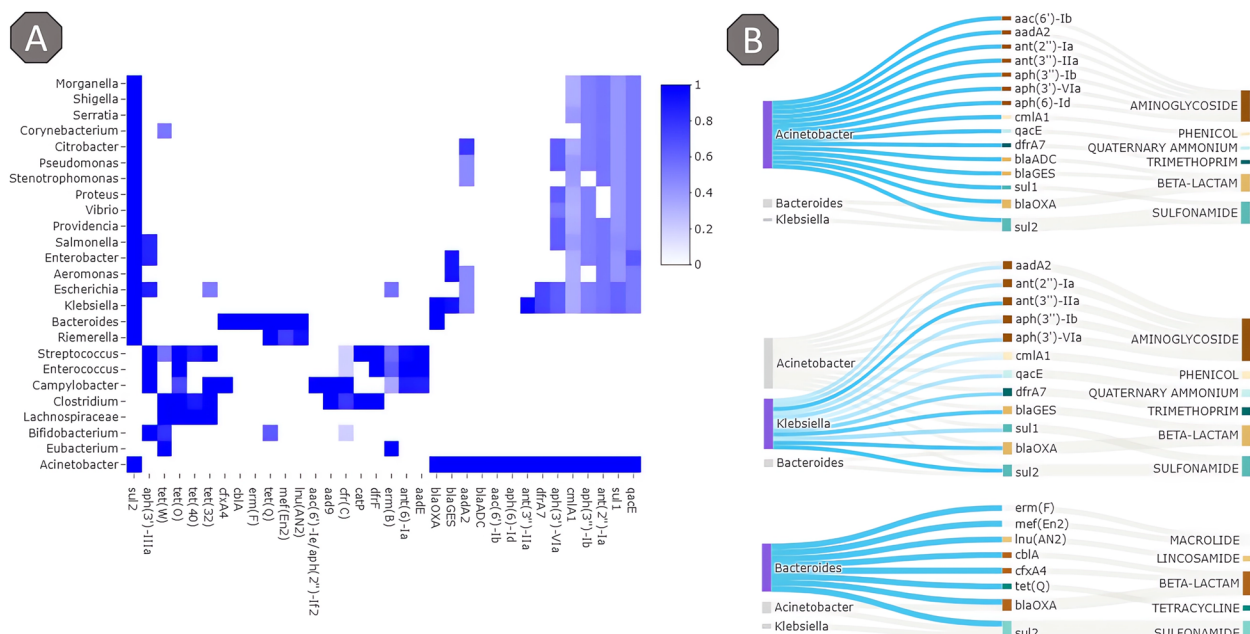 A
Morganella
Shigella
Serratia
Corynebacterium
Citrobacter
Pseudomonas
Stenotrophomonas
Proteus
Vibrio
Providencia
Salmonella
Enterobacter
Aeromonas
Escherichia
Klebsiella
Bacteroides
Riemerella
Streptococcus
Enterococcus
Campylobacter
Clostridium
Lachnospiraceae
Bifidobacterium
Eubacterium
Acinetobacter
sul2
aph(3')-IIIa
tet(W)
tet(O)
tet(40)
tet(32)
cfxA4
cblA
erm(F)
tet(Q)
mef(En2)
lnu(AN2)
aac(6')-Ie/aph(2")-If2
aad9
cfr(C)
catP
dfrF
erm(B)
ant(6)-Ia
aadE
blaOXA
blaGES
aadA2
blaADC
aac(6')-Ib
aph(6)-Id
ant(3")-IIa
dfrA7
aph(3')-VIa
cmlA1
aph(3")-Ib
ant(2")-Ia
sul1
qacE
1
0.8
0.6
0.4
0.2
0
B
Acinetobacter
Bacteroides
Klebsiella
aac(6')-Ib
aadA2
ant(2'')-Ia
ant(3'')-IIa
aph(3'')-Ib
aph(3')-VIa
aph(6)-Id
cmlA1
qacE
dfrA7
blaADC
blaGES
sul1
blaOXA
sul2
AMINOGLYCOSIDE
PHENICOL
QUATERNARY AMMONIUM
TRIMETHOPRIM
BETA-LACTAM
SULFONAMIDE
Acinetobacter
Klebsiella
Bacteroides
aadA2
ant(2'')-Ia
ant(3'')-IIa
aph(3'')-Ib
aph(3')-VIa
cmlA1
qacE
dfrA7
blaGES
sul1
blaOXA
sul2
AMINOGLYCOSIDE
PHENICOL
QUATERNARY AMMONIUM
TRIMETHOPRIM
BETA-LACTAM
SULFONAMIDE
Bacteroides
Acinetobacter
Klebsiella
erm(F)
mef(En2)
lnu(AN2)
cblA
cfxA4
tet(Q)
blaOXA
sul2
MACROLIDE
LINCOSAMIDE
BETA-LACTAM
TETRACYCLINE
SULFONAMIDE